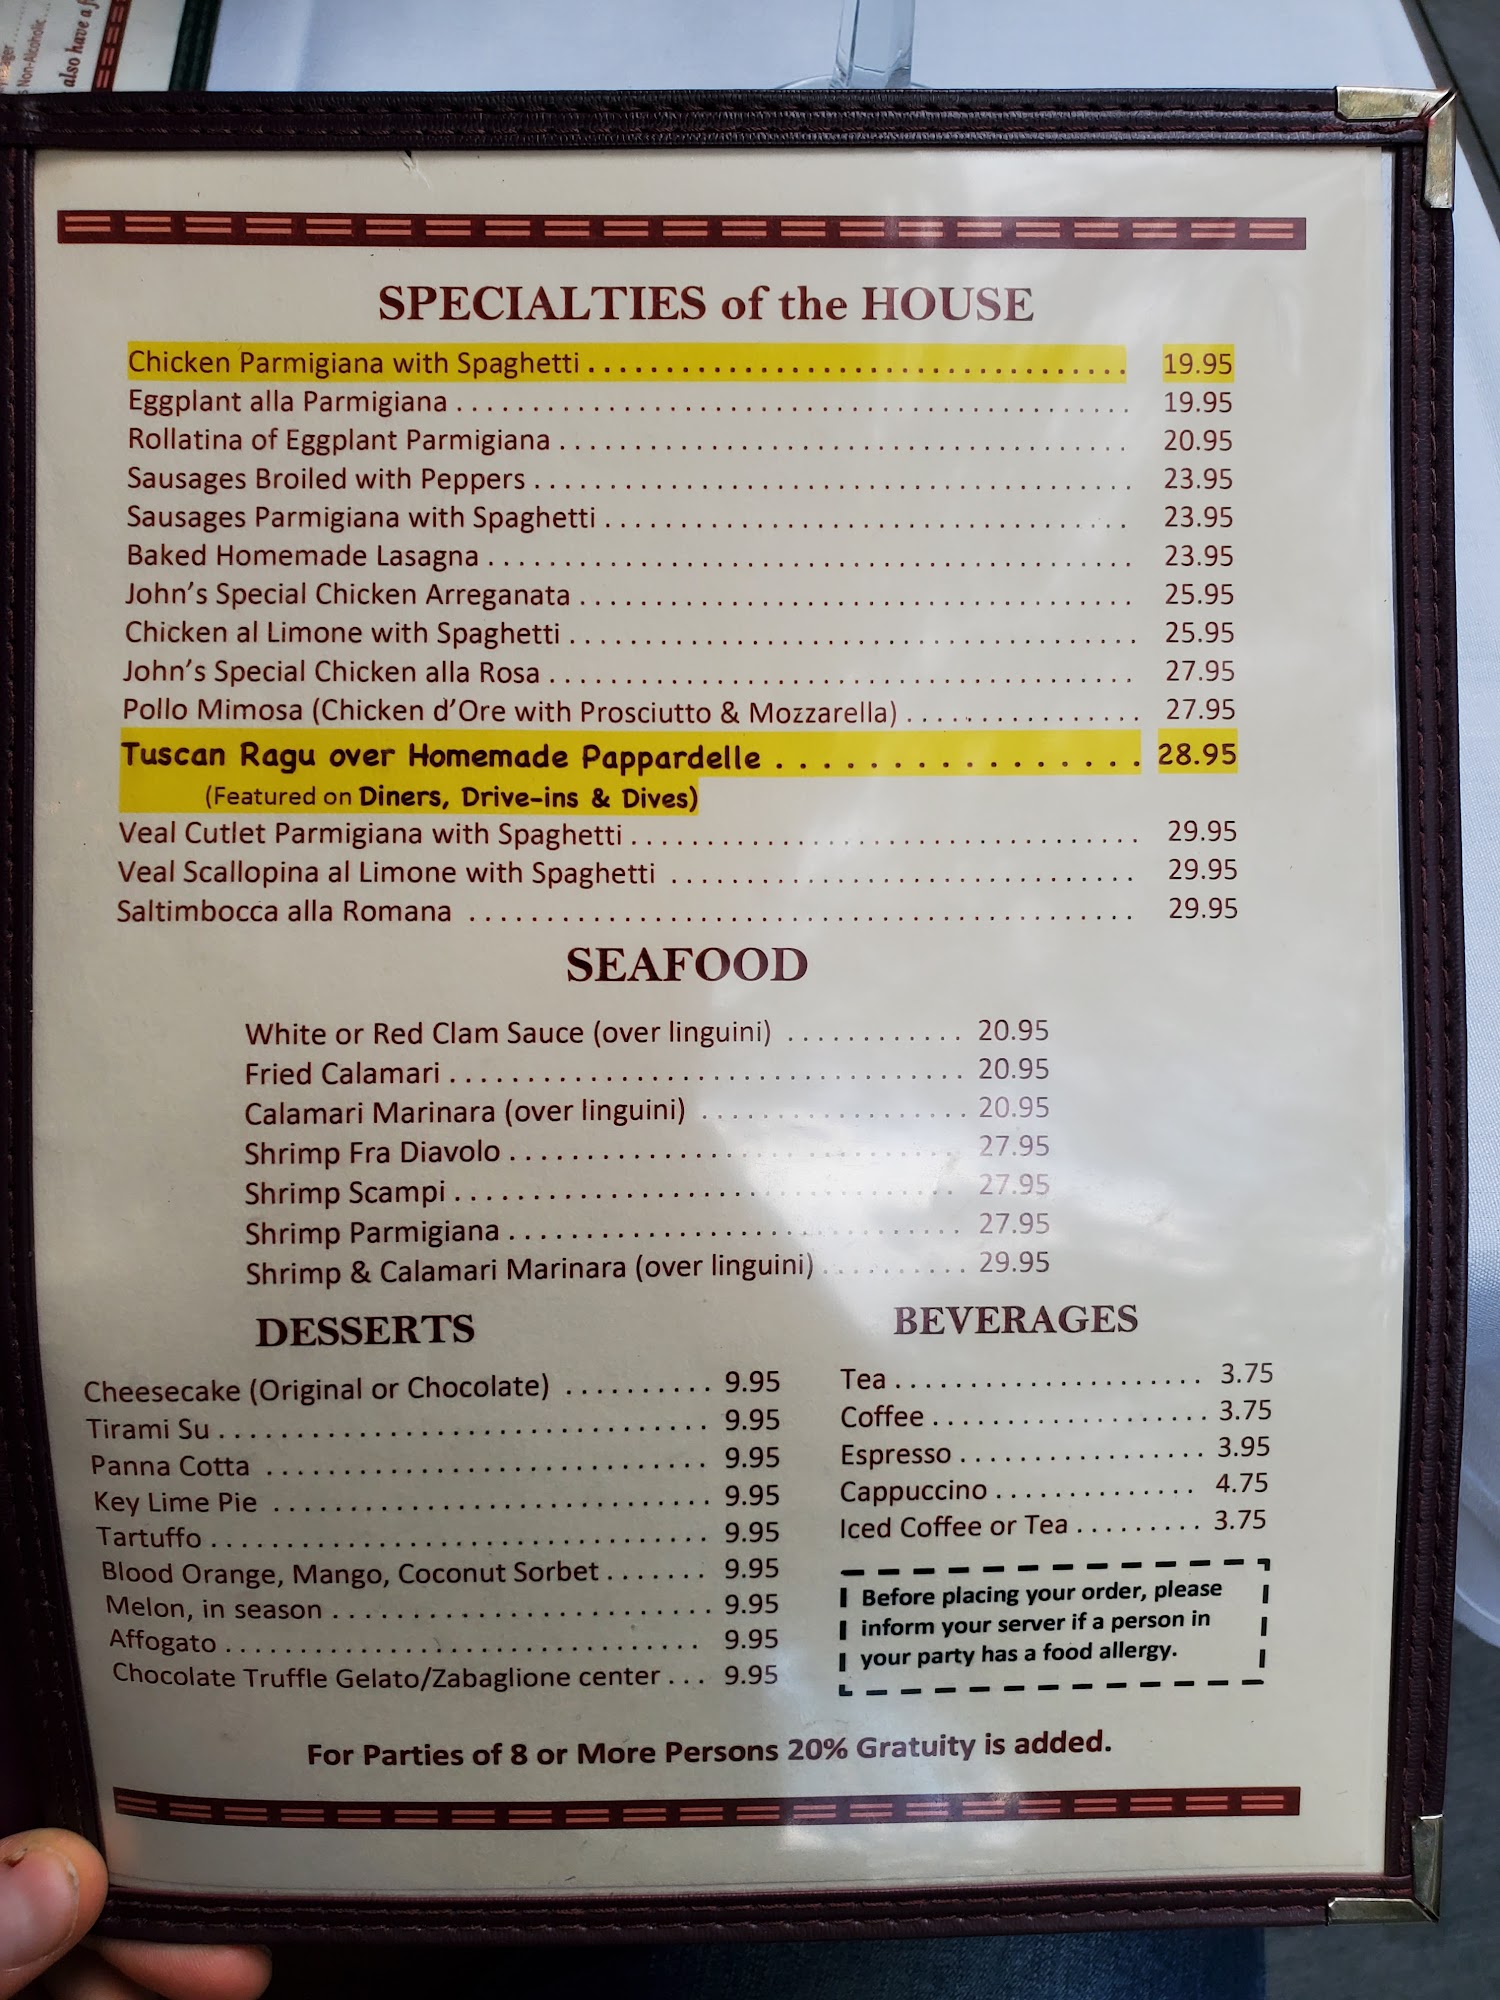 Non-Alcoholic...
also have a f
SPECIALTIES of the HOUSE
Chicken Parmigiana with Spaghetti . . . . . . . . . . 19.95
Eggplant alla Parmigiana . . . . . . . . . . 19.95
Rollatina of Eggplant Parmigiana . . . . . . . . . . 20.95
Sausages Broiled with Peppers . . . . . . . . . . 23.95
Sausages Parmigiana with Spaghetti . . . . . . . . . . 23.95
Baked Homemade Lasagna . . . . . . . . . . 23.95
John's Special Chicken Arreganata . . . . . . . . . . 25.95
Chicken al Limone with Spaghetti . . . . . . . . . . 25.95
John's Special Chicken alla Rosa . . . . . . . . . . 27.95
Pollo Mimosa (Chicken d'Ore with Prosciutto & Mozzarella) . . . . . . . . . . 27.95
Tuscan Ragu over Homemade Pappardelle . . . . . . . . . . 28.95
(Featured on Diners, Drive-ins & Dives)
Veal Cutlet Parmigiana with Spaghetti . . . . . . . . . . 29.95
Veal Scallopina al Limone with Spaghetti . . . . . . . . . . 29.95
Saltimbocca alla Romana . . . . . . . . . . 29.95
SEAFOOD
White or Red Clam Sauce (over linguini) . . . . . . . . . . 20.95
Fried Calamari . . . . . . . . . . 20.95
Calamari Marinara (over linguini) . . . . . . . . . . 20.95
Shrimp Fra Diavolo . . . . . . . . . . 27.95
Shrimp Scampi . . . . . . . . . . 27.95
Shrimp Parmigiana . . . . . . . . . . 27.95
Shrimp & Calamari Marinara (over linguini) . . . . . . . . . . 29.95
DESSERTS
Cheesecake (Original or Chocolate) . . . . . . . . . . 9.95
Tirami Su . . . . . . . . . . 9.95
Panna Cotta . . . . . . . . . . 9.95
Key Lime Pie . . . . . . . . . . 9.95
Tartuffo . . . . . . . . . . 9.95
Blood Orange, Mango, Coconut Sorbet . . . . . . . 9.95
Melon, in season . . . . . . . . . . 9.95
Affogato . . . . . . . . . . 9.95
Chocolate Truffle Gelato/Zabaglione center . . . 9.95
BEVERAGES
Tea . . . . . . . . . . 3.75
Coffee . . . . . . . . . . 3.75
Espresso . . . . . . . . . . 3.95
Cappuccino . . . . . . . . . . 4.75
Iced Coffee or Tea . . . . . . . . . 3.75
Before placing your order, please
inform your server if a person in
your party has a food allergy.
For Parties of 8 or More Persons 20% Gratuity is added.